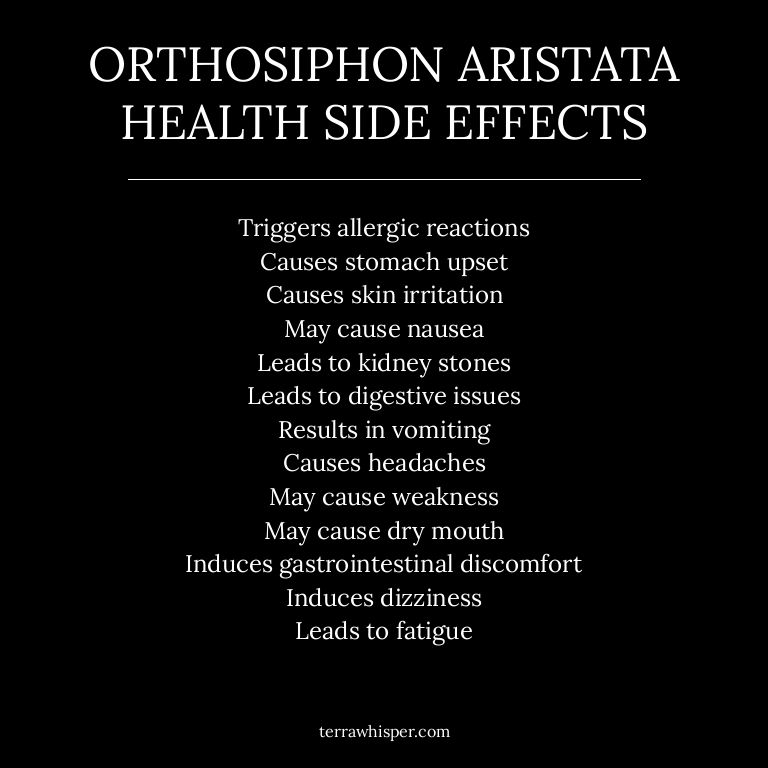 ORTHOSIPHON ARISTATA
HEALTH SIDE EFFECTS
Triggers allergic reactions
Causes stomach upset
Causes skin irritation
May cause nausea
Leads to kidney stones
Leads to digestive issues
Results in vomiting
Causes headaches
May cause weakness
May cause dry mouth
Induces gastrointestinal discomfort
Induces dizziness
Leads to fatigue
terrawhisper.com